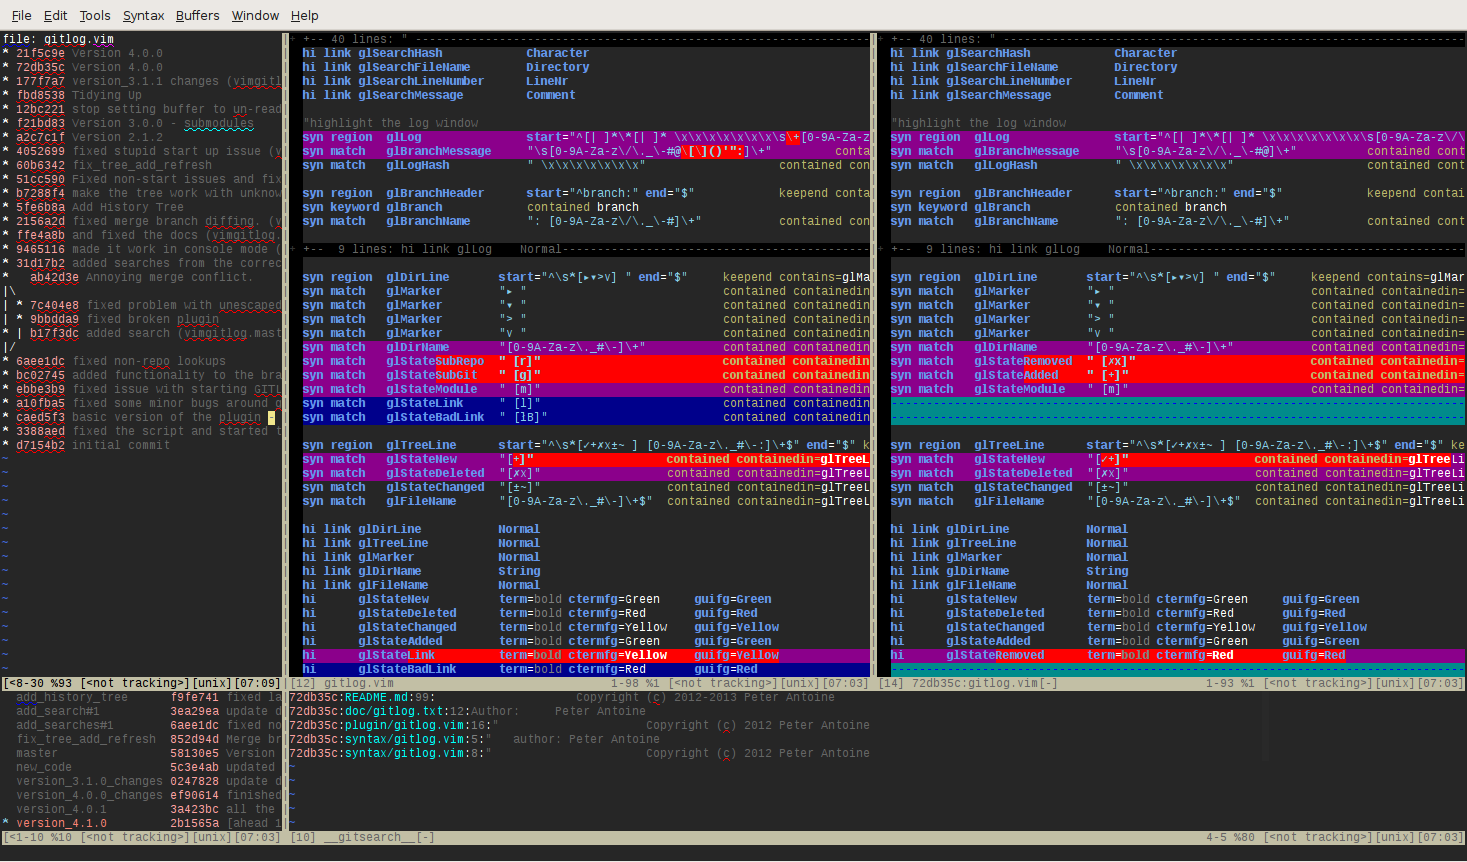 File Edit Tools Syntax Buffers Window Help
file: gitlog.vim
* 21f5c9e Version 4.0.0
* 72db35c Version 4.0.0
* 177f7a7 version_3.1.1 changes (vimgitl
* fbd8538 Tidying Up
* 12bc221 stop setting buffer to un-read
* f21bd83 Version 3.0.0 - submodules
* a2c7c1f Version 2.1.2
* 4052699 fixed stupid start up issue (v
* 60b6342 fix_tree_add_refresh
* 51cc590 Fixed non-start issues and fix
* b7288f4 make the tree work with unknow
* 5fe6b8a Add History Tree
* 2156a2d fixed merge branch diffing. (v
* ffe4a8b and fixed the docs (vimgitlog.
* 9465116 made it work in console mode (
* 31d17b2 added searches from the correc
*   ab42d3e Annoying merge conflict.
|\
| * 7c404e8 fixed problem with unescaped
| * 9bbdda9 fixed broken plugin
* | b17f3dc added search (vimgitlog.mast
|/
* 6aee1dc fixed non-repo lookups
* bc02745 added functionality to the bra
* ebbe3b9 fixed issue with starting GITL
* a10fba5 fixed some minor bugs around g
* caed5f3 basic version of the plugin -
* 3388aed fixed the script and started t
* d7154b2 initial commit
[<8-30 %93 [<not tracking>][unix][07:09]
add_history_tree f9fe741 fixed la
add_search#1 3ea29ea update d
add_searches#1 6aee1dc fixed no
fix_tree_add_refresh 852d94d Merge br
master 58130e5 Version
new_code 5c3e4ab updated
version_3.1.0_changes 0247828 update d
version_4.0.0_changes ef90614 finished
version_4.0.1 3a423bc all the
* version_4.1.0 2b1565a [ahead 1
[<1-10 %10 [<not tracking>][unix][07:03]
+ +-- 40 lines: " ----------------------------------------------------------------
hi link glSearchHash Character
hi link glSearchFileName Directory
hi link glSearchLineNumber LineNr
hi link glSearchMessage Comment
"highlight the log window
syn region glLog start="^[| ]*\*[| ]* \x\x\x\x\x\x\x\s\+[0-9A-Za-z
syn match glBranchMessage "\s[0-9A-Za-z\/\._\-#@\[\]()'":]\+" conta
syn match glLogHash " \x\x\x\x\x\x\x" contained con
syn region glBranchHeader start="^branch:" end="$" keepend contai
syn keyword glBranch contained branch
syn match glBranchName ": [0-9A-Za-z\/\._\-#]\+" contained con
+ +--  9 lines: hi link glLog    Normal--------------------------------------------
syn region glDirLine start="^\s*[▸▾>v] " end="$" keepend contains=glMar
syn match glMarker "▸ " contained containedin=
syn match glMarker "▾ " contained containedin=
syn match glMarker "> " contained containedin=
syn match glMarker "v " contained containedin=
syn match glDirName "[0-9A-Za-z\._#\-]\+" contained containedin=
syn match glStateSubRepo " [r]" contained containedin=
syn match glStateSubGit " [g]" contained containedin=
syn match glStateModule " [m]" contained containedin=
syn match glStateLink " [l]" contained containedin=
syn match glStateBadLink " [lB]" contained containedin=
syn region glTreeLine start="^\s*[✓+✗x±~ ] [0-9A-Za-z\._#\-:]\+$" end="$" k
syn match glStateNew "[+]" contained containedin=glTreeL
syn match glStateDeleted "[✗x]" contained containedin=glTreeL
syn match glStateChanged "[±~]" contained containedin=glTreeL
syn match glFileName "[0-9A-Za-z\._#\-]\+$" contained containedin=glTreeL
hi link glDirLine Normal
hi link glTreeLine Normal
hi link glMarker Normal
hi link glDirName String
hi link glFileName Normal
hi glStateNew term=bold ctermfg=Green guifg=Green
hi glStateDeleted term=bold ctermfg=Red guifg=Red
hi glStateChanged term=bold ctermfg=Yellow guifg=Yellow
hi glStateAdded term=bold ctermfg=Green guifg=Green
hi glStateLink term=bold ctermfg=Yellow guifg=Yellow
hi glStateBadLink term=bold ctermfg=Red guifg=Red
[12] gitlog.vim 1-98 %1 [<not tracking>][unix][07:03]
+ +-- 40 lines: " ----------------------------------------------------------------
hi link glSearchHash Character
hi link glSearchFileName Directory
hi link glSearchLineNumber LineNr
hi link glSearchMessage Comment
"highlight the log window
syn region glLog start="^[| ]*\*[| ]* \x\x\x\x\x\x\x\s[0-9A-Za-z\/\
syn match glBranchMessage "\s[0-9A-Za-z\/\._\-#@]\+" contained cont
syn match glLogHash " \x\x\x\x\x\x\x" contained cont
syn region glBranchHeader start="^branch:" end="$" keepend contai
syn keyword glBranch contained branch
syn match glBranchName ": [0-9A-Za-z\/\._\-#]\+" contained cont
+ +--  9 lines: hi link glLog    Normal--------------------------------------------
syn region glDirLine start="^\s*[▸▾>v] " end="$" keepend contains=glMar
syn match glMarker "▸ " contained containedin=
syn match glMarker "▾ " contained containedin=
syn match glMarker "> " contained containedin=
syn match glMarker "v " contained containedin=
syn match glDirName "[0-9A-Za-z\._#\-]\+" contained containedin=
syn match glStateRemoved " [✗x]" contained containedin=
syn match glStateAdded " [+]" contained containedin=
syn match glStateModule " [m]" contained containedin=
syn region glTreeLine start="^\s*[✓+✗x±~ ] [0-9A-Za-z\._#\-:]\+$" end="$" ke
syn match glStateNew "[✓+]" contained containedin=glTreeLi
syn match glStateDeleted "[✗x]" contained containedin=glTreeLi
syn match glStateChanged "[±~]" contained containedin=glTreeLi
syn match glFileName "[0-9A-Za-z\._#\-]\+$" contained containedin=glTreeLi
hi link glDirLine Normal
hi link glTreeLine Normal
hi link glMarker Normal
hi link glDirName String
hi link glFileName Normal
hi glStateNew term=bold ctermfg=Green guifg=Green
hi glStateDeleted term=bold ctermfg=Red guifg=Red
hi glStateChanged term=bold ctermfg=Yellow guifg=Yellow
hi glStateAdded term=bold ctermfg=Green guifg=Green
hi glStateRemoved term=bold ctermfg=Red guifg=Red
[14] 72db35c:gitlog.vim[-] 1-93 %1 [<not tracking>][unix][07:03]
72db35c:README.md:99: Copyright (c) 2012-2013 Peter Antoine
72db35c:doc/gitlog.txt:12:Author: Peter Antoine
72db35c:plugin/gitlog.vim:16:" Copyright (c) 2012 Peter Antoine
72db35c:syntax/gitlog.vim:5:" author: Peter Antoine
72db35c:syntax/gitlog.vim:8:" Copyright (c) 2012 Peter Antoine
[10] __gitsearch__[-] 4-5 %80 [<not tracking>][unix][07:03]